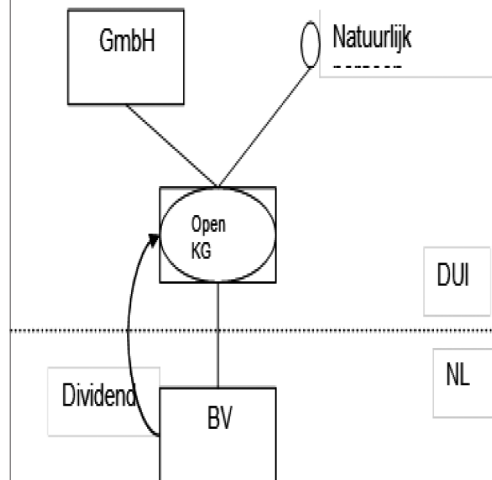 GmbH
Natuurlijk
Open
KG
DUI
NL
Dividend
BV